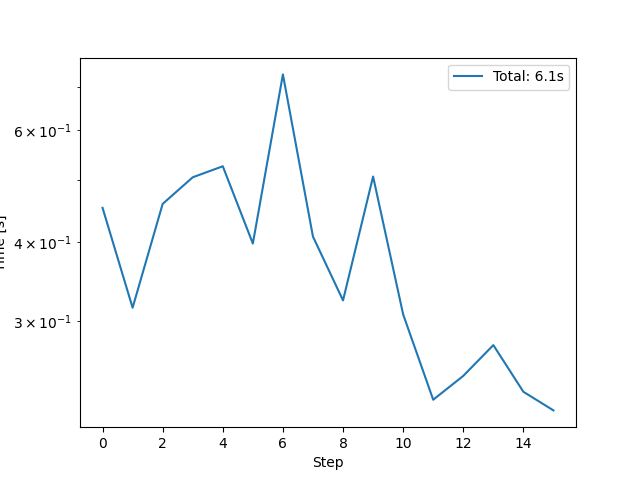 Total: 6.1s
6 × 10⁻¹
4 × 10⁻¹
3 × 10⁻¹
Time [s]
0 2 4 6 8 10 12 14
Step